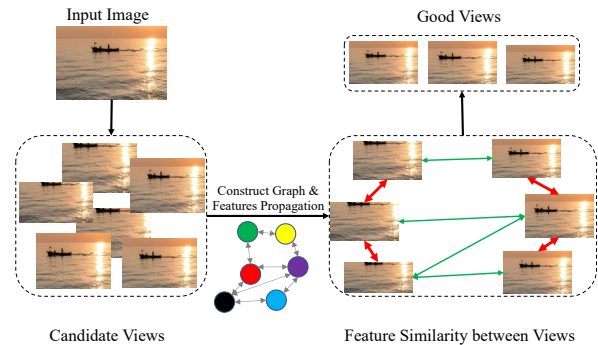 Input Image
Good Views
Construct Graph &
Features Propagation
Candidate Views
Feature Similarity between Views